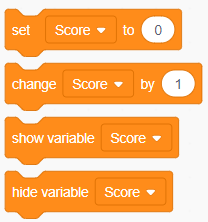 set Score to 0
change Score by 1
show variable Score
hide variable Score